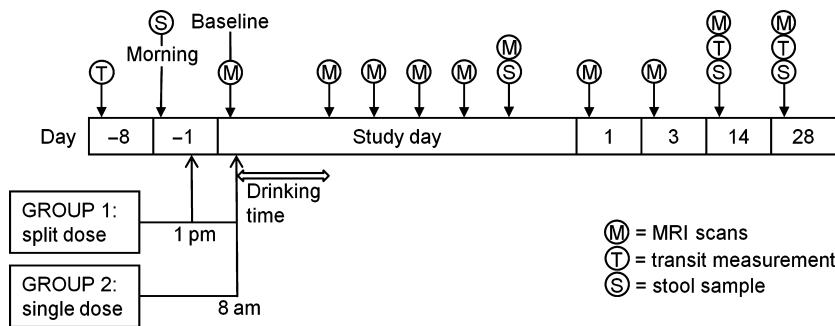 S
Baseline
M
M
Morning
T
S
T
T
T
M
M
M
M
M
S
M
M
S
S
Day
–8
–1
Study day
1
3
14
28
Drinking
time
GROUP 1:
split dose
1 pm
GROUP 2:
single dose
8 am
M = MRI scans
T = transit measurement
S = stool sample